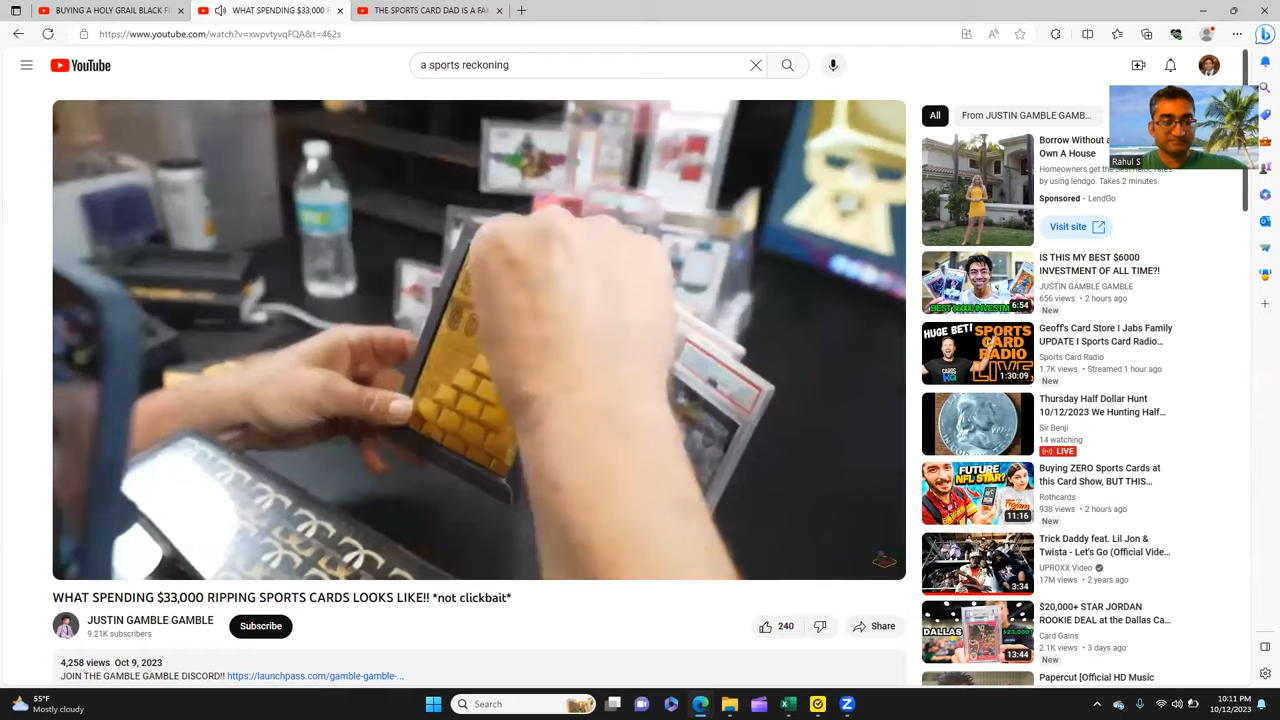 BUYING A HOLY GRAIL BLACK FI
WHAT SPENDING $33,000 R
THE SPORTS CARD DAD IS A FA
https://www.youtube.com/watch?v=xwpvtyvqFQA&t=462s
YouTube
a sports reckoning
All
From JUSTIN GAMBLE GAMB...
Rahul S
Borrow Without a
Own A House
Homeowners get the best heloc rates
by using lendgo. Takes 2 minutes.
Sponsored · LendGo
Visit site
IS THIS MY BEST $6000
INVESTMENT OF ALL TIME?!
JUSTIN GAMBLE GAMBLE
656 views • 2 hours ago
New
BEST $6000 INVESTM
6:54
Geoff's Card Store I Jabs Family
UPDATE I Sports Card Radio...
Sports Card Radio
1.7K views • Streamed 1 hour ago
New
HUGE BET!
SPORTS
CARD
RADIO
LIVE
1:30:09
Thursday Half Dollar Hunt
10/12/2023 We Hunting Half...
Sir Benji
14 watching
LIVE
Buying ZERO Sports Cards at
this Card Show, BUT THIS...
Rothcards
938 views • 2 hours ago
New
FUTURE
NFL STAR?
11:16
Trick Daddy feat. Lil Jon &
Twista - Let's Go (Official Vide...
UPROXX Video
17M views • 2 years ago
3:34
$20,000+ STAR JORDAN
ROOKIE DEAL at the Dallas Ca...
Card Gains
2.1K views • 3 days ago
New
DALLAS
13:44
Papercut [Official HD Music
WHAT SPENDING $33,000 RIPPING SPORTS CARDS LOOKS LIKE!! *not clickbait*
JUSTIN GAMBLE GAMBLE
9.21K subscribers
Subscribe
240
Share
4,258 views Oct 9, 2023
JOIN THE GAMBLE GAMBLE DISCORD!! https://launchpass.com/gamble-gamble-...
55°F
Mostly cloudy
Search
10:11 PM
10/12/2023